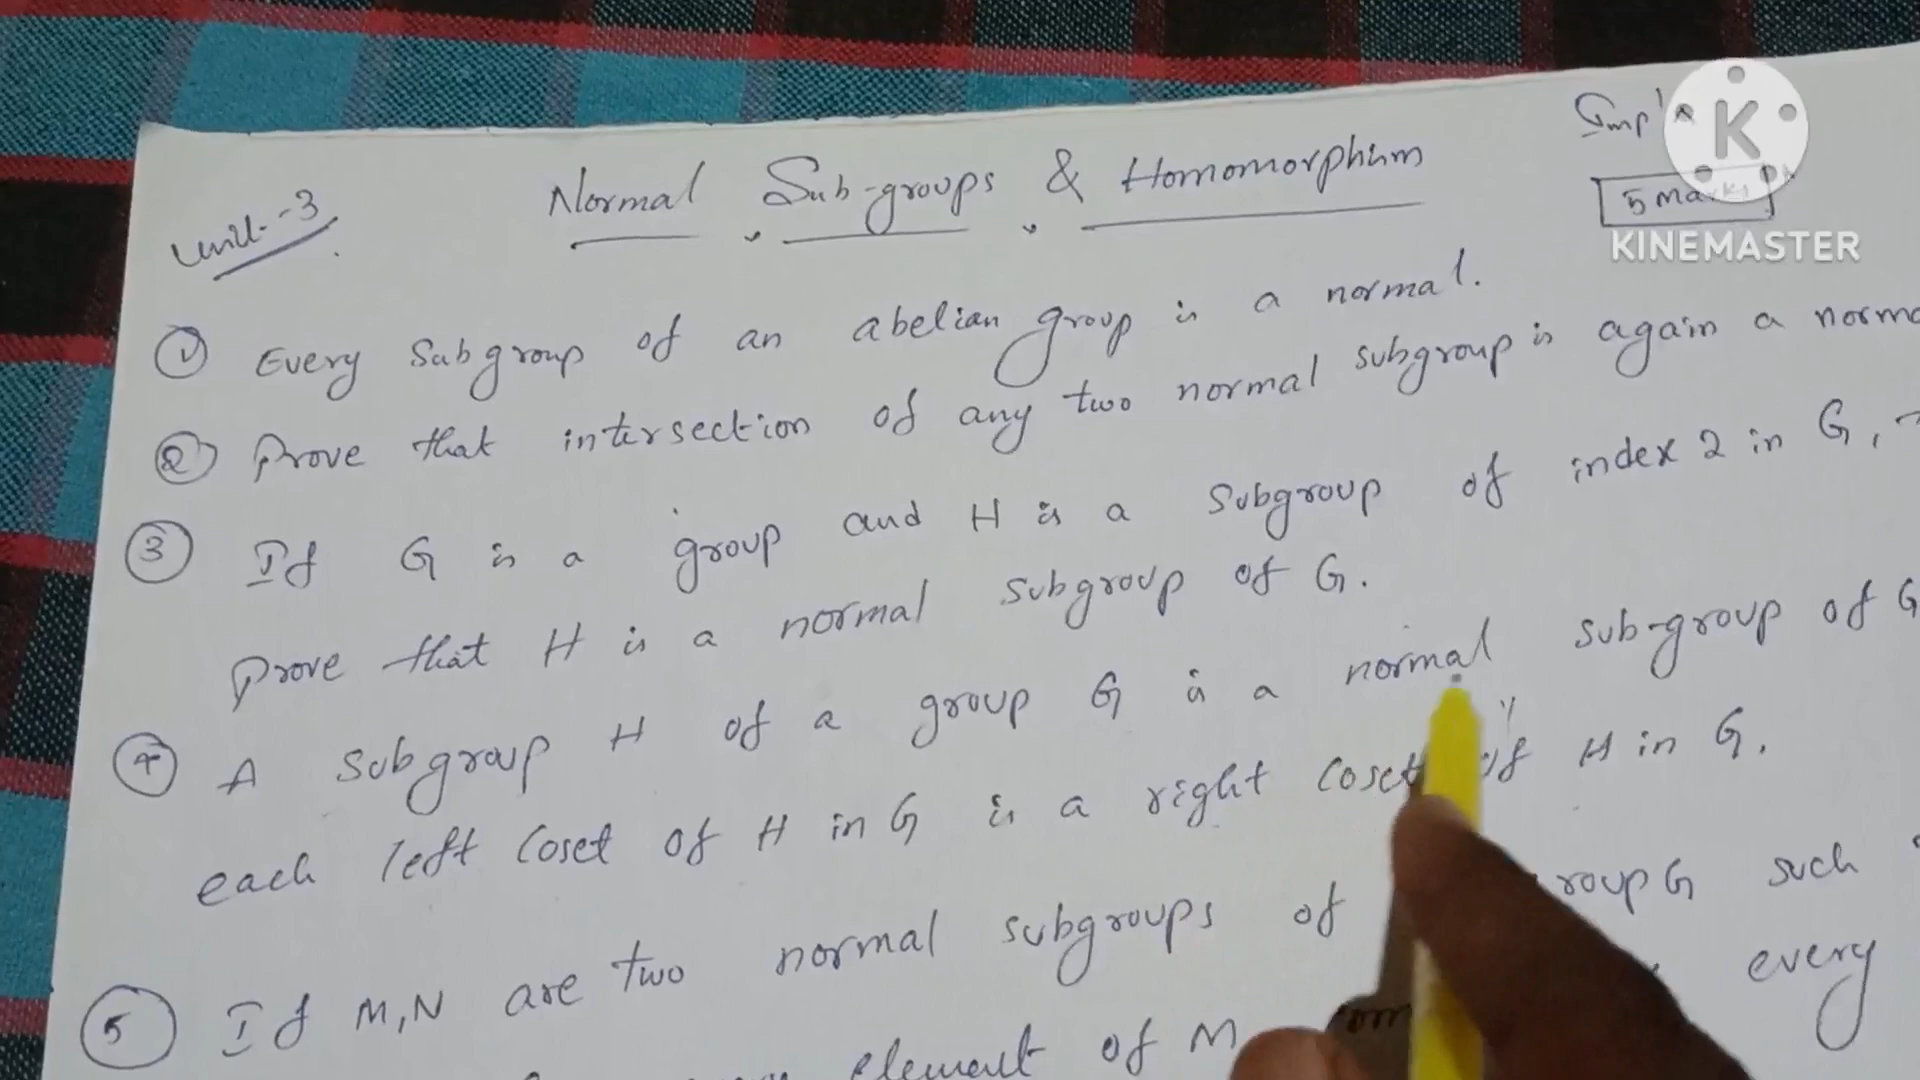 Unit-3 Normal Sub-groups & Homomorphism Imp's
5 Marks
KINEMASTER
① Every Subgroup of an abelian group is a normal.
② Prove that intersection of any two normal subgroup is again a
③ If G is a group and H is a Subgroup of index 2 in G,
Prove that H is a normal subgroup of G.
④ A subgroup H of a group G is a normal sub-group of G
each left coset of H in G is a right coset of H in G.
⑤ If M,N are two normal subgroups of G such
every
element of M